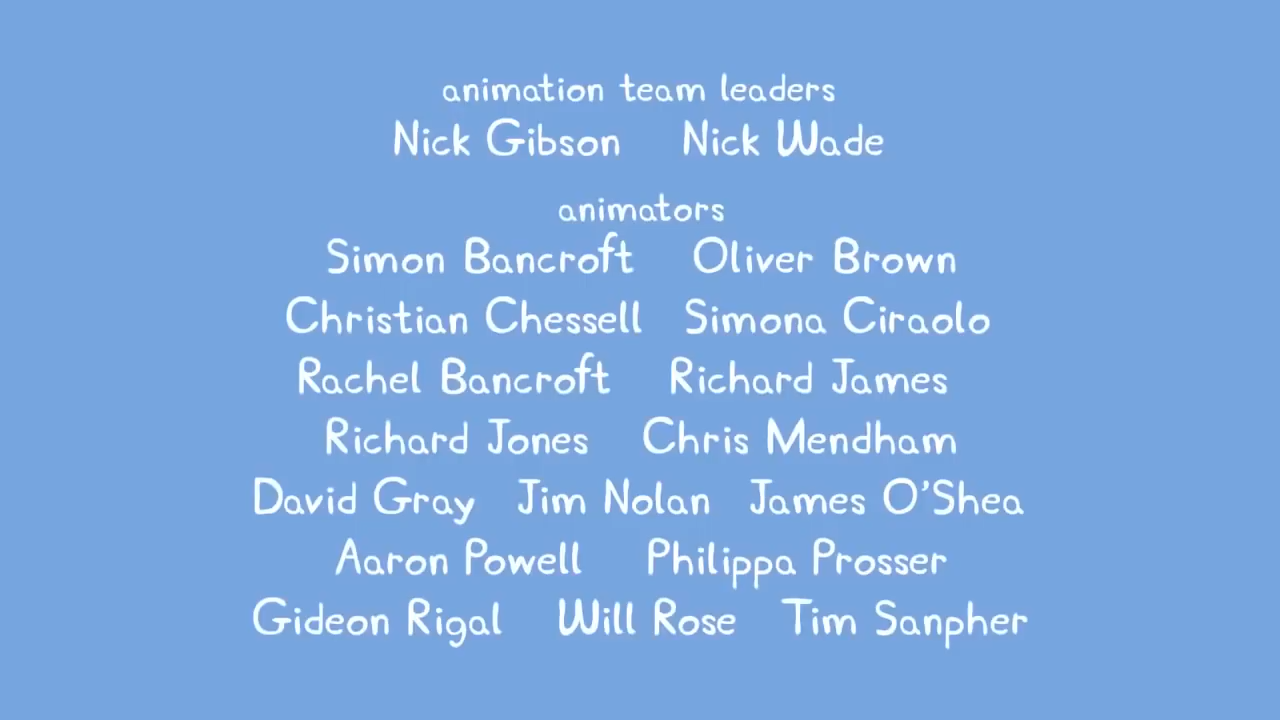 animation team leaders
Nick Gibson Nick Wade
animators
Simon Bancroft Oliver Brown
Christian Chessell Simona Ciraolo
Rachel Bancroft Richard James
Richard Jones Chris Mendham
David Gray Jim Nolan James O'Shea
Aaron Powell Philippa Prosser
Gideon Rigal Will Rose Tim Sanpher